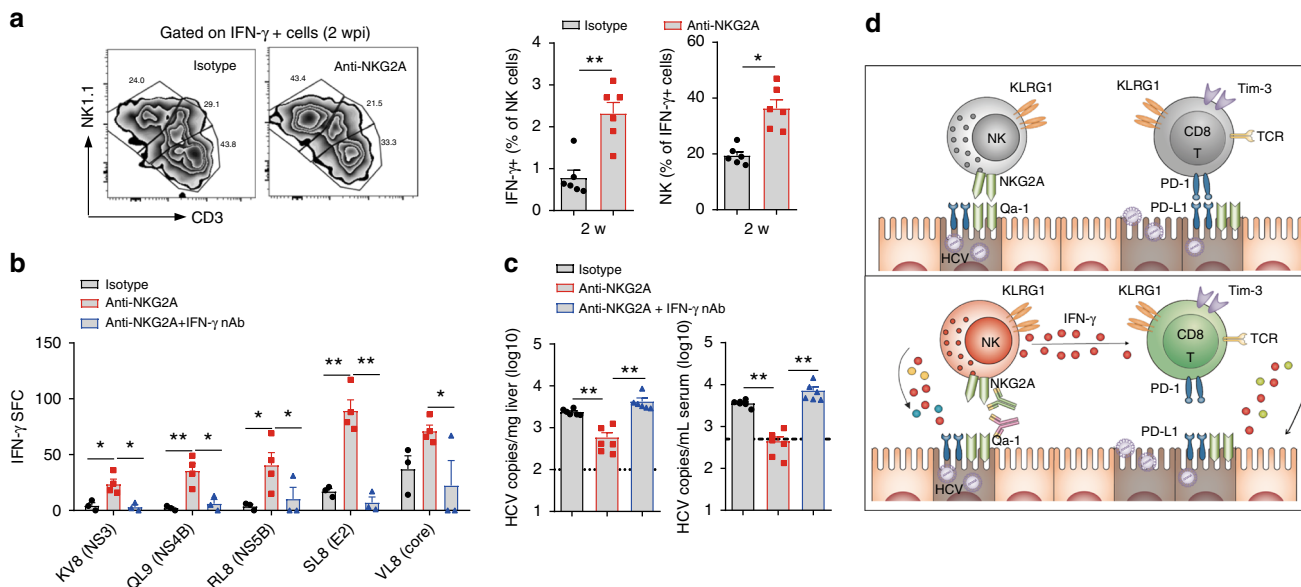 a
Gated on IFN-γ + cells (2 wpi)
Isotype
Anti-NKG2A
24.0
29.1
43.8
43.4
21.5
33.3
NK1.1
CD3
Isotype
Anti-NKG2A
IFN-γ+ (% of NK cells)
4
3
2
1
0
**
2 w
NK (% of IFN-γ+ cells)
60
40
20
0
*
2 w
b
Isotype
Anti-NKG2A
Anti-NKG2A+IFN-γ nAb
IFN-γ SFC
150
100
50
0
* *
** *
* *
** **
*
KV8 (NS3)
QL9 (NS4B)
RL8 (NS5B)
SL8 (E2)
VL8 (core)
c
Isotype
Anti-NKG2A
Anti-NKG2A + IFN-γ nAb
HCV copies/mg liver (log10)
5
4
3
2
1
** **
HCV copies/mL serum (log10)
5
4
3
2
1
** **
d
KLRG1
NK
NKG2A
Qa-1
HCV
KLRG1
Tim-3
CD8
T
TCR
PD-1
PD-L1
KLRG1
NK
IFN-γ
NKG2A
Qa-1
HCV
KLRG1
Tim-3
CD8
T
TCR
PD-1
PD-L1